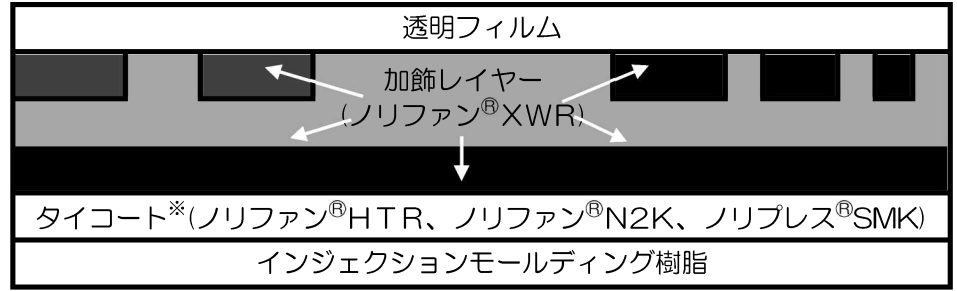 透明フィルム
加飾レイヤー
(ノリファン®XWR)
タイコート※(ノリファン®HTR、ノリファン®N2K、ノリプレス®SMK)
インジェクションモールディング樹脂